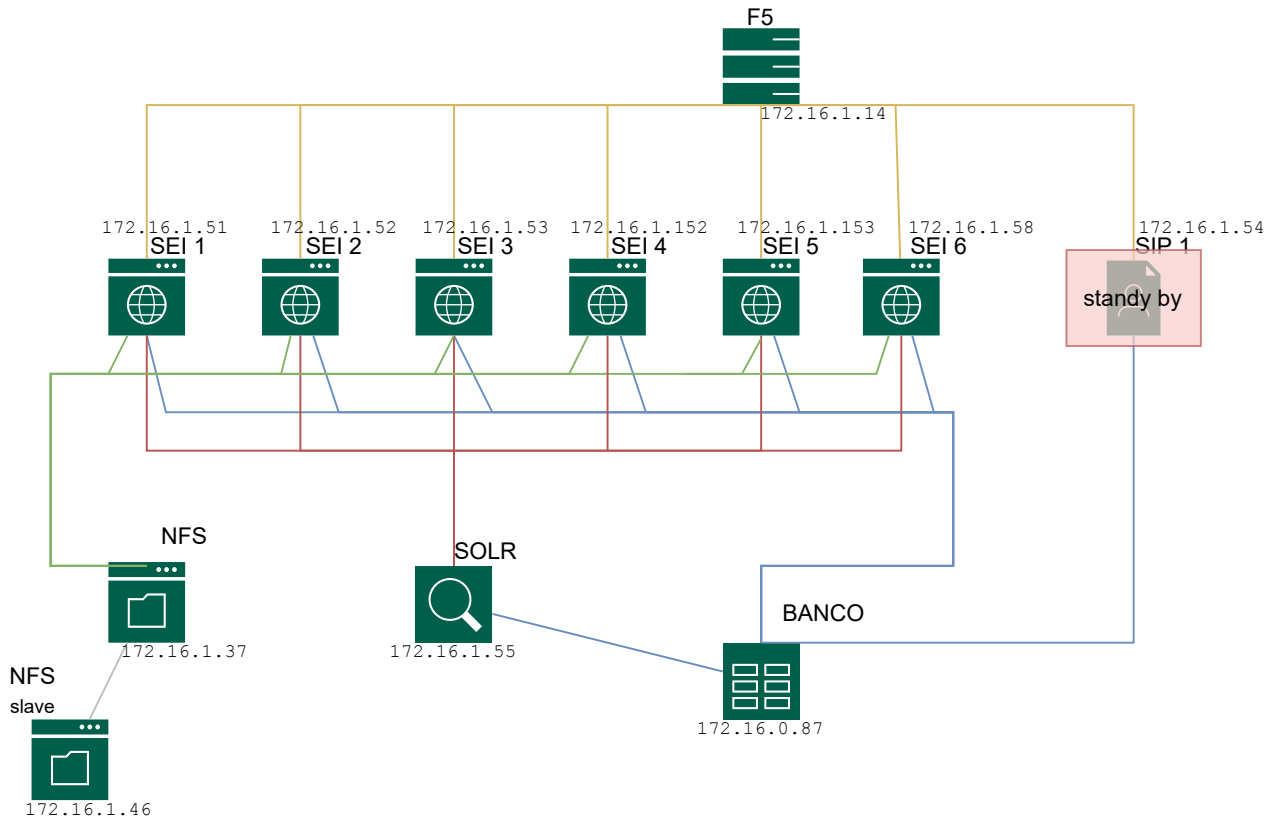 F5
172.16.1.14
172.16.1.51
SEI 1
172.16.1.52
SEI 2
172.16.1.53
SEI 3
172.16.1.152
SEI 4
172.16.1.153
SEI 5
172.16.1.58
SEI 6
172.16.1.54
SIP 1
standy by
NFS
172.16.1.37
SOLR
172.16.1.55
BANCO
172.16.0.87
NFS
slave
172.16.1.46